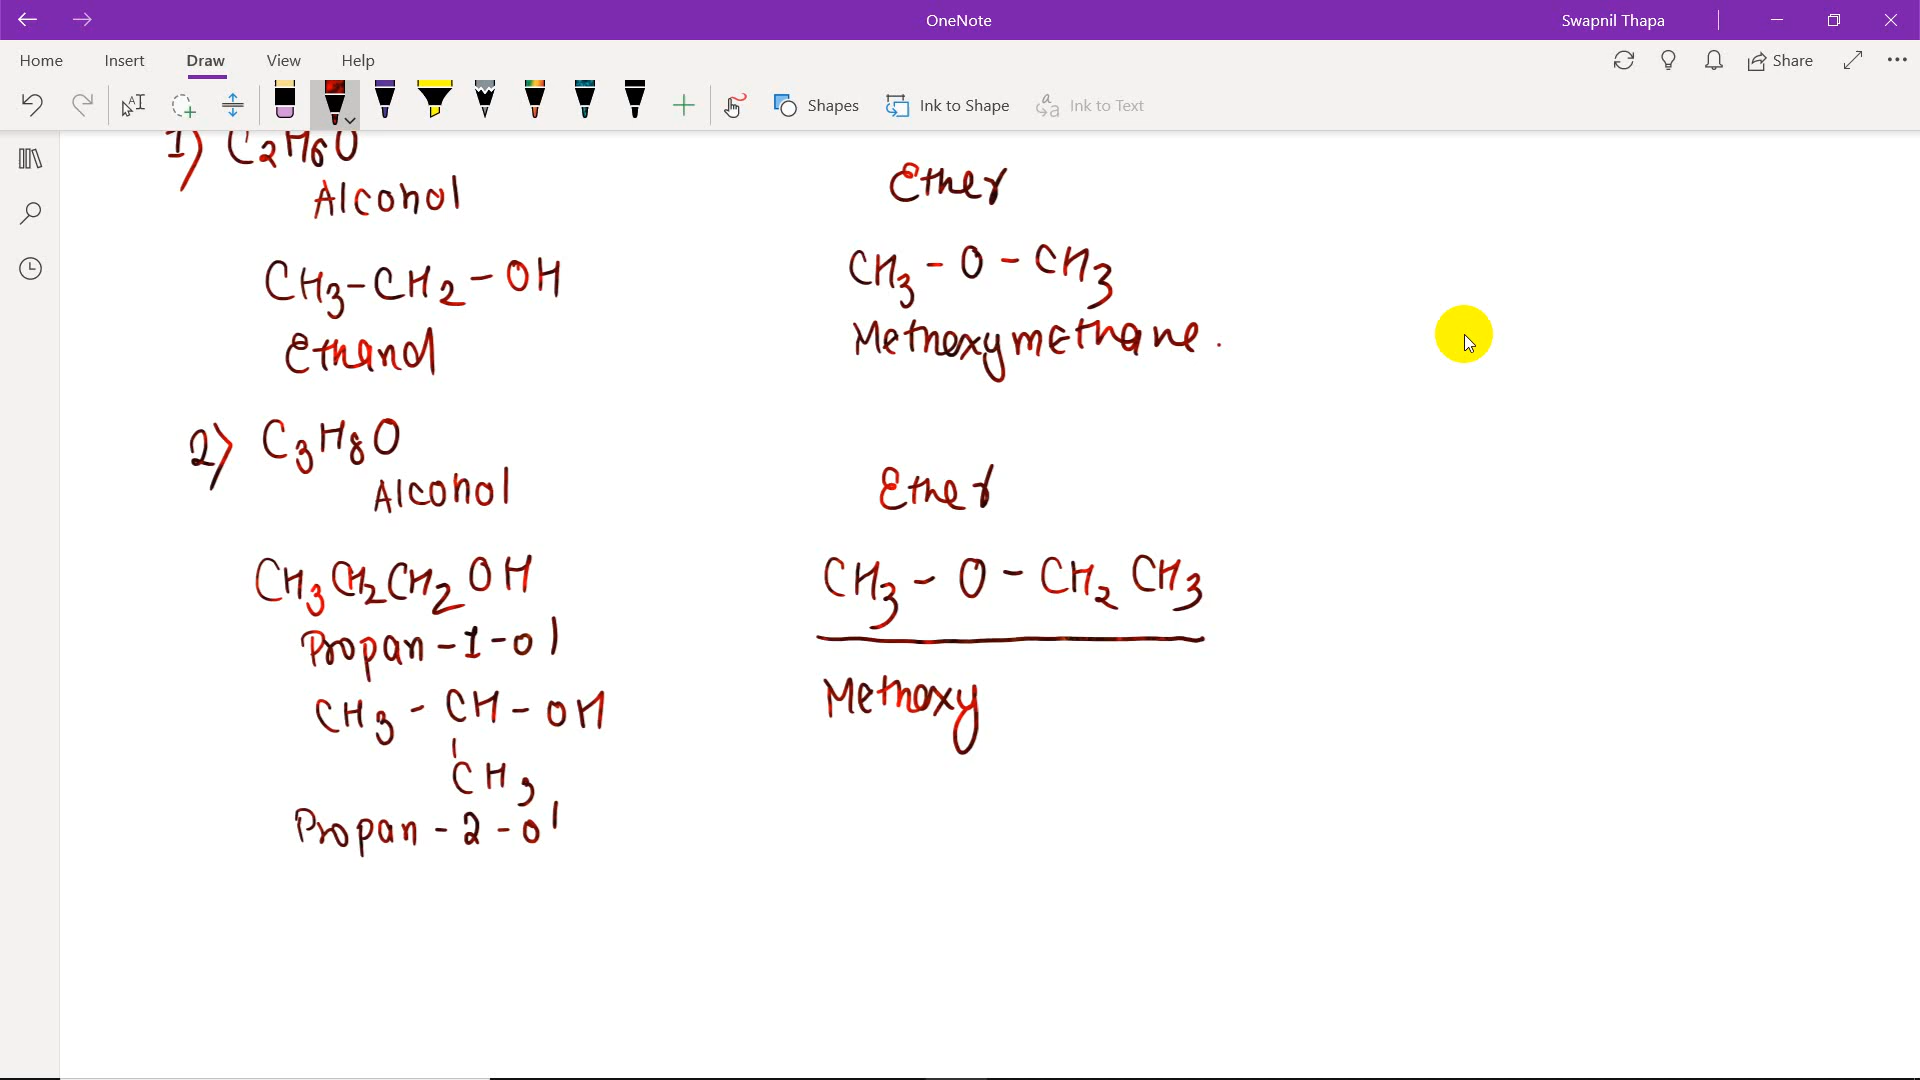 OneNote
Swapnil Thapa
Home Insert Draw View Help
Share
Shapes Ink to Shape Ink to Text
1) C2H6O
Alcohol
CH3-CH2-OH
Ethanol
Ether
CH3-O-CH3
Methoxymethane.
2) C3H8O
Alcohol
CH3CH2CH2OH
Propan-1-ol
CH3-CH-OH
CH3
Propan-2-ol
Ether
CH3-O-CH2CH3
Methoxy